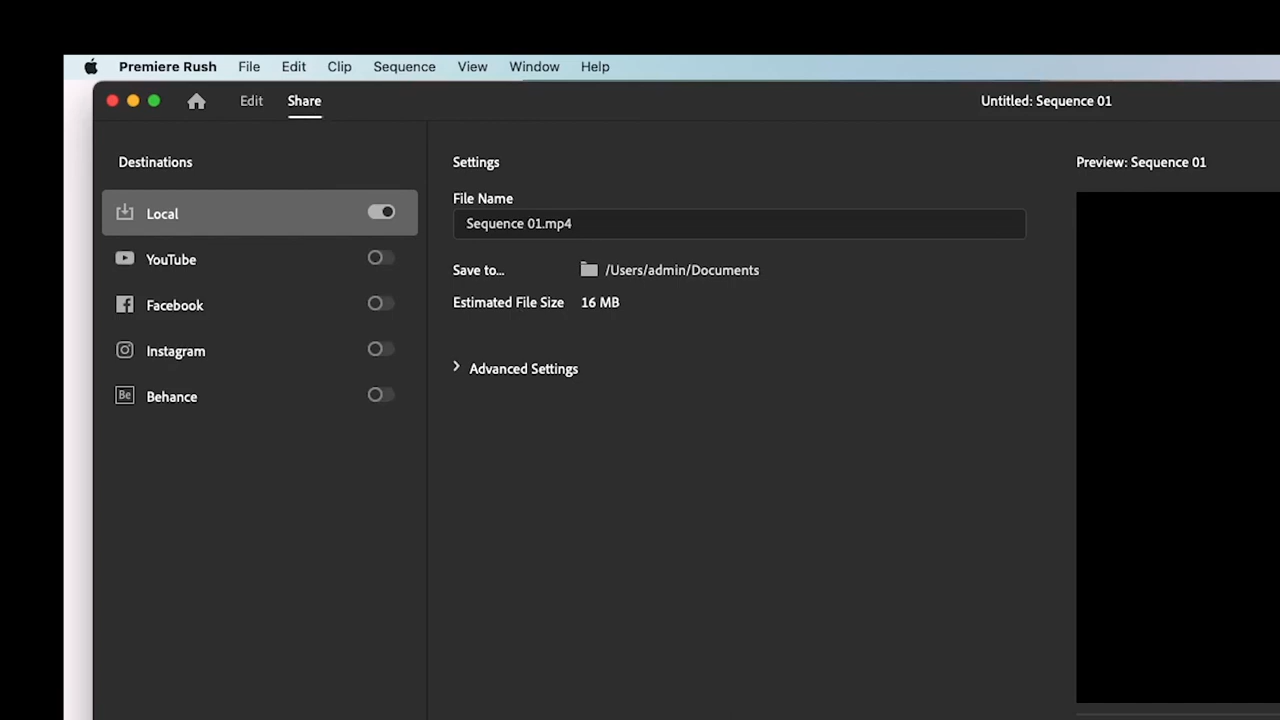 Premiere Rush File Edit Clip Sequence View Window Help
Edit Share Untitled: Sequence 01
Destinations
Local
YouTube
Facebook
Instagram
Be Behance
Settings
File Name
Sequence 01.mp4
Save to... /Users/admin/Documents
Estimated File Size 16 MB
Advanced Settings
Preview: Sequence 01